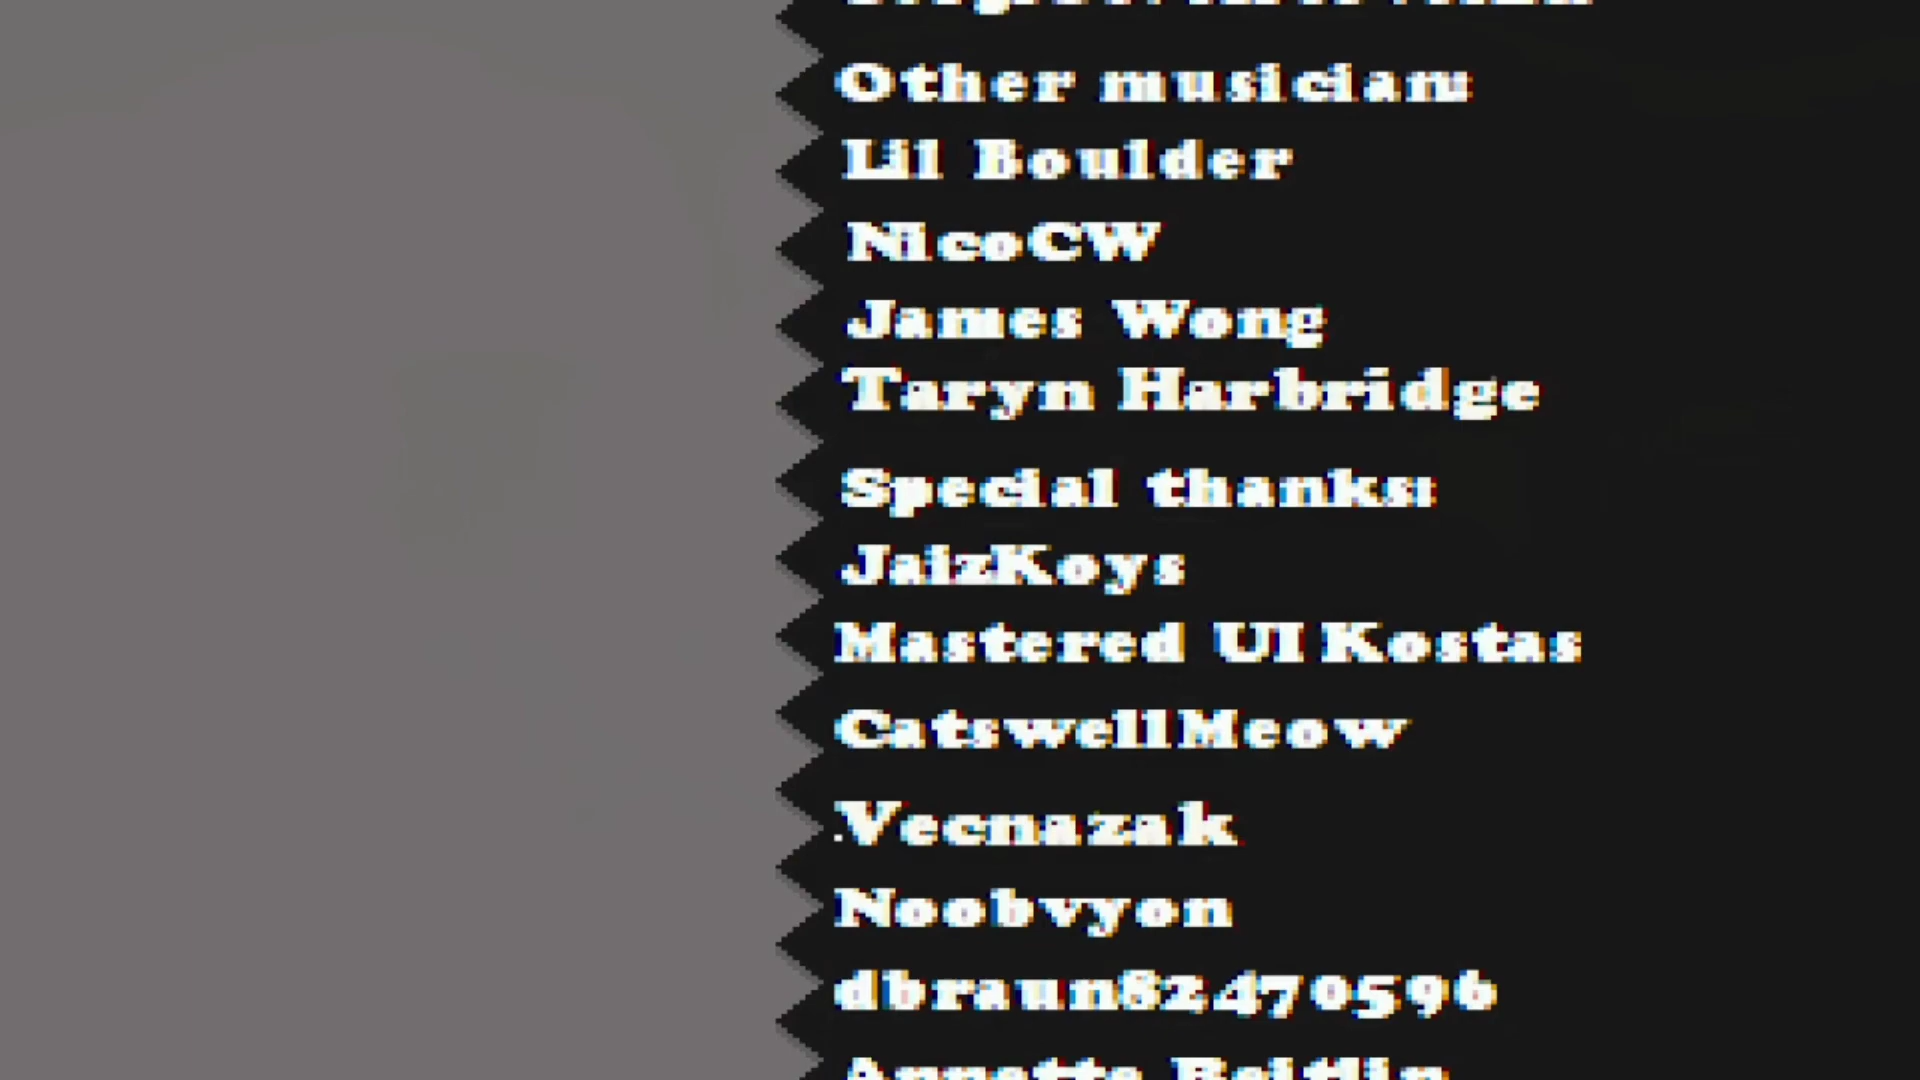 Other musicians
Lil Boulder
NicoCW
James Wong
Taryn Harbridge
Special thanks:
JaizKoys
Mastered UI Kostas
CatswellMeow
.Vecnazak
Noobvyon
dbraun82470596